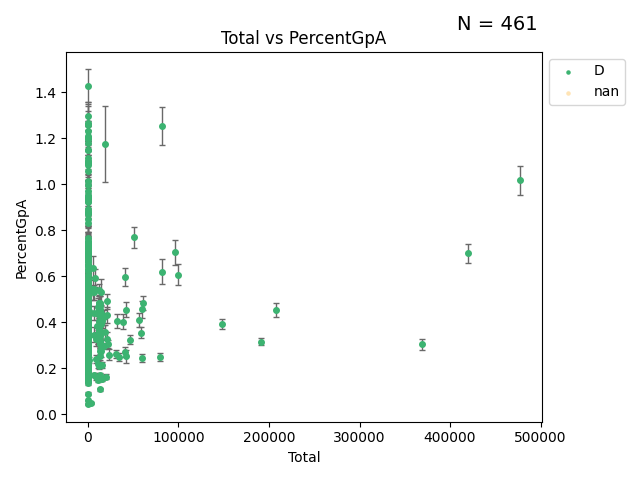 N = 461
Total vs PercentGpA
D
nan
PercentGpA
1.4
1.2
1.0
0.8
0.6
0.4
0.2
0.0
0 100000 200000 300000 400000 500000
Total